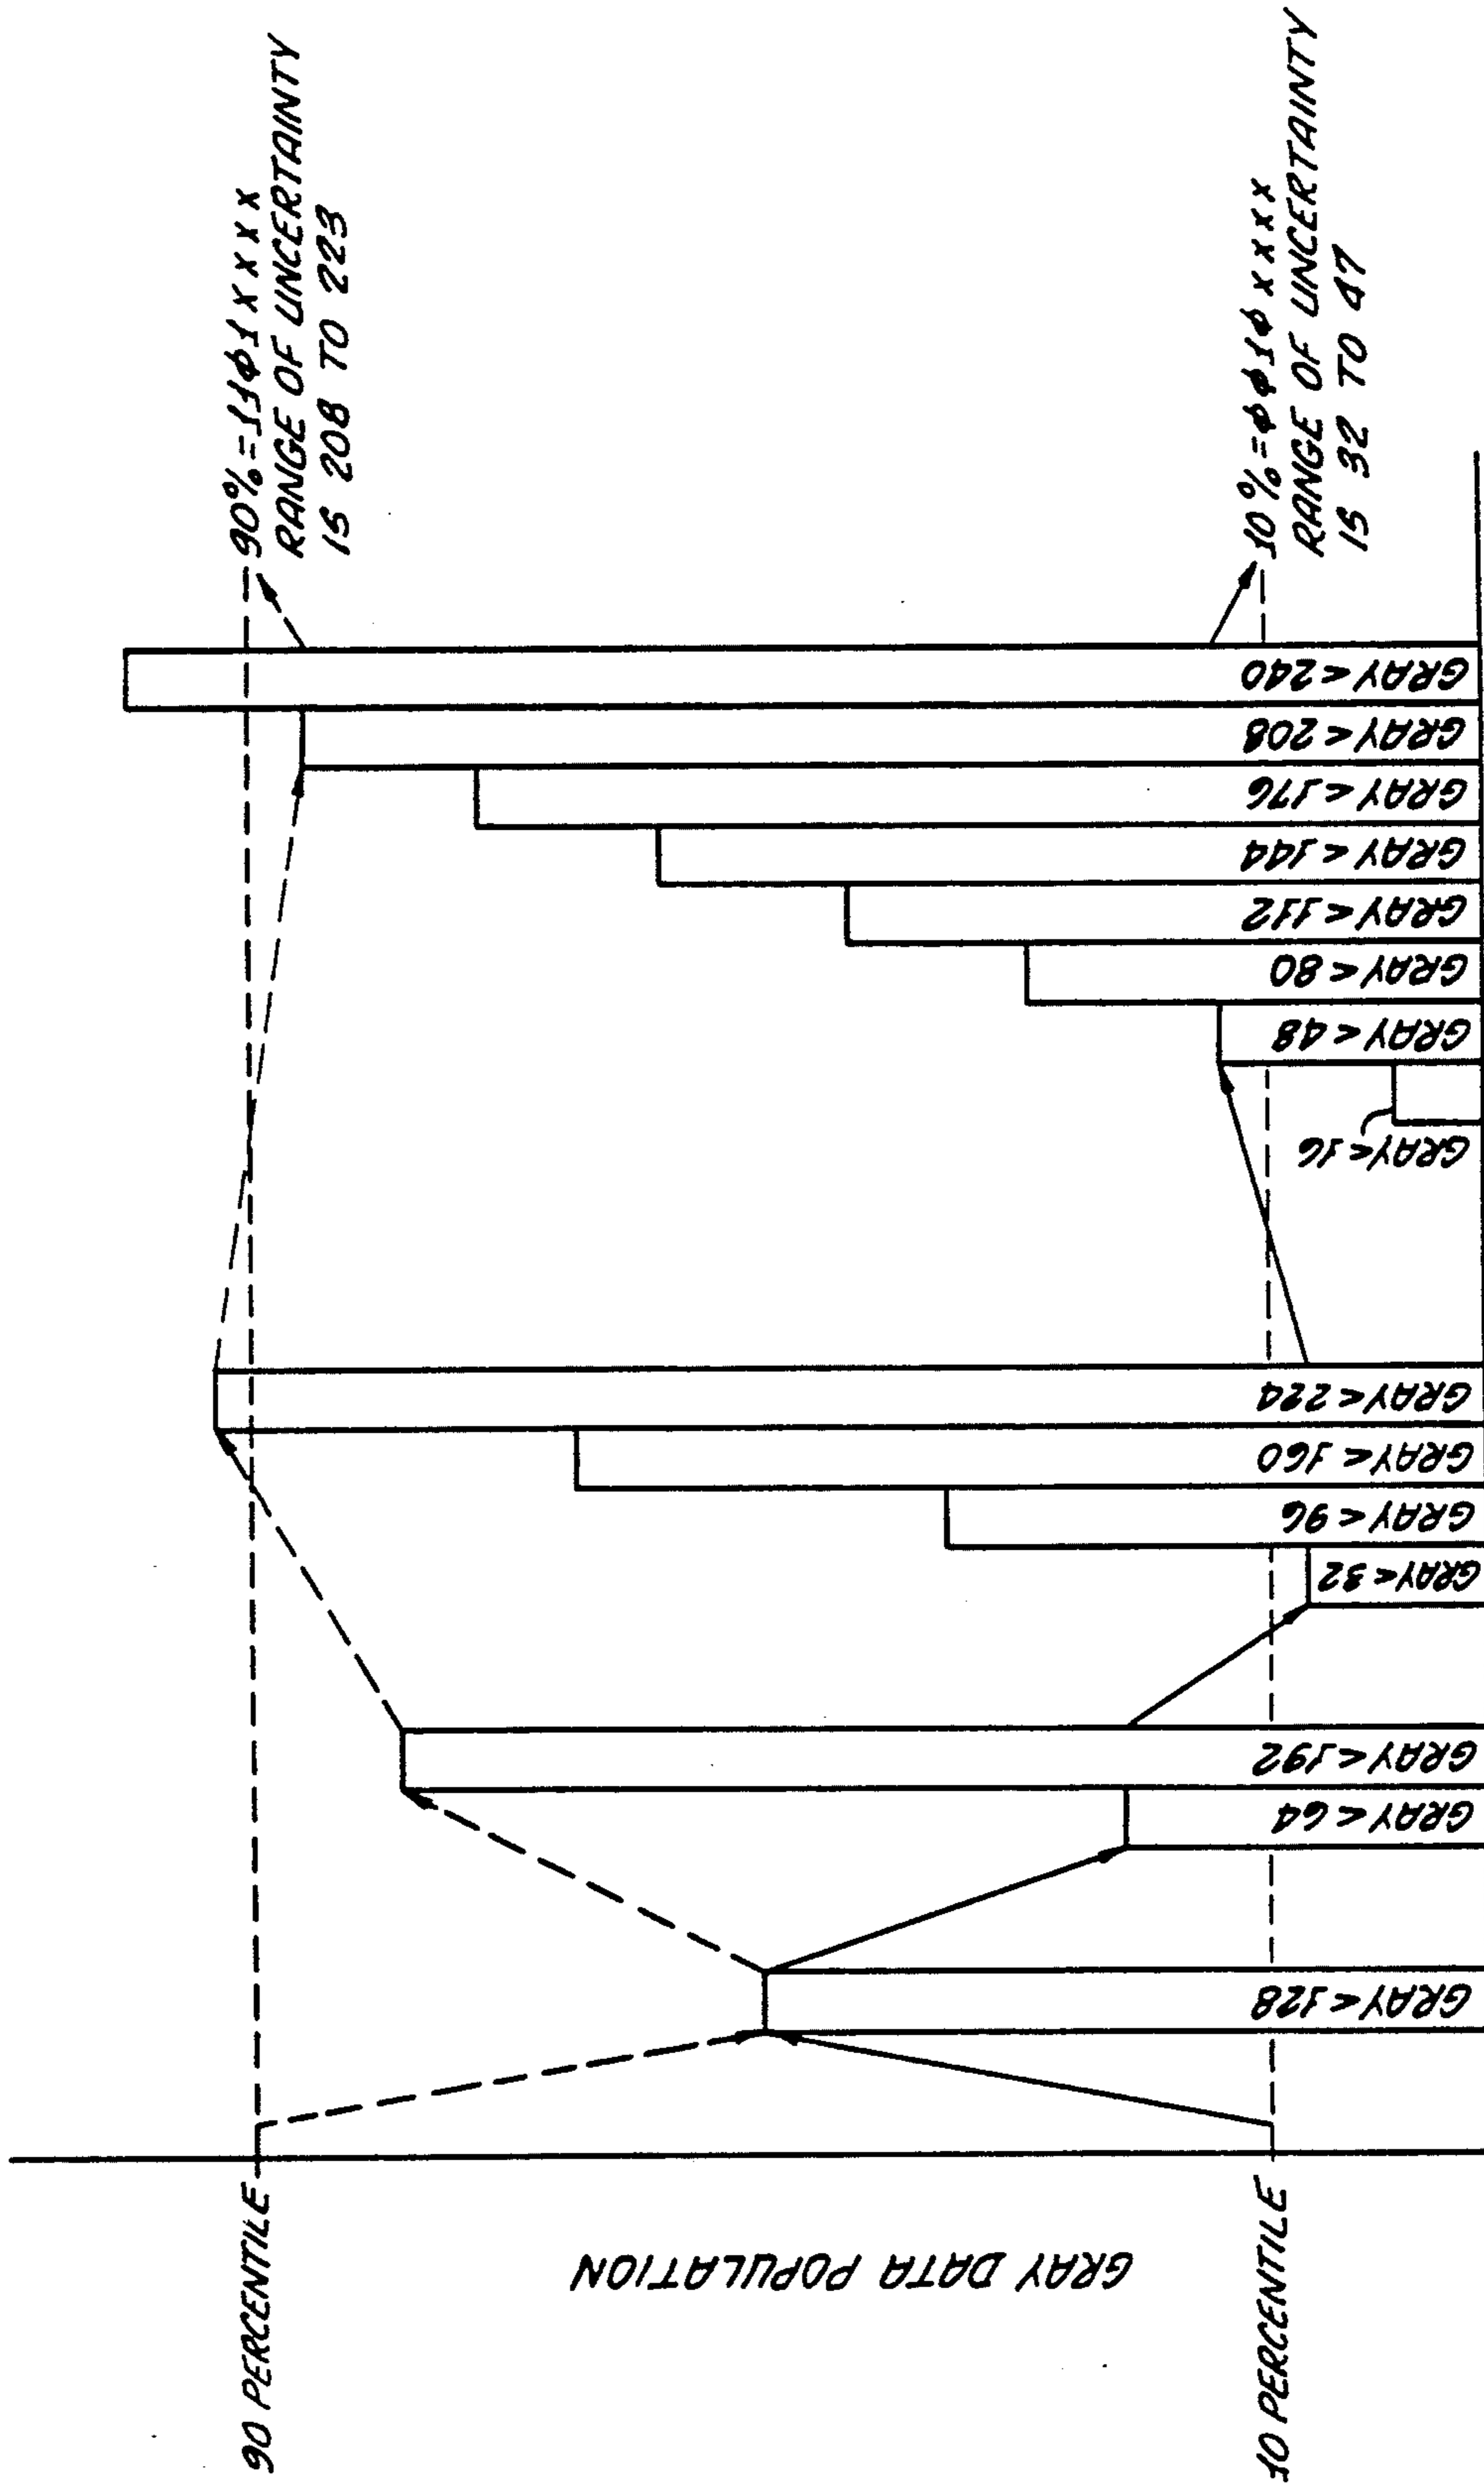 90 PERCENTILE
10 PERCENTILE
GRAY DATA POPULATION
GRAY < 128
GRAY < 64
GRAY < 192
GRAY < 32
GRAY < 96
GRAY < 160
GRAY < 224
GRAY < 16
GRAY < 48
GRAY < 80
GRAY < 112
GRAY < 144
GRAY < 176
GRAY < 208
GRAY < 240
90% = 11φ1XXXX
RANGE OF UNCERTAINTY
IS 208 TO 223
10% = φφ1φXXXX
RANGE OF UNCERTAINTY
IS 32 TO 47